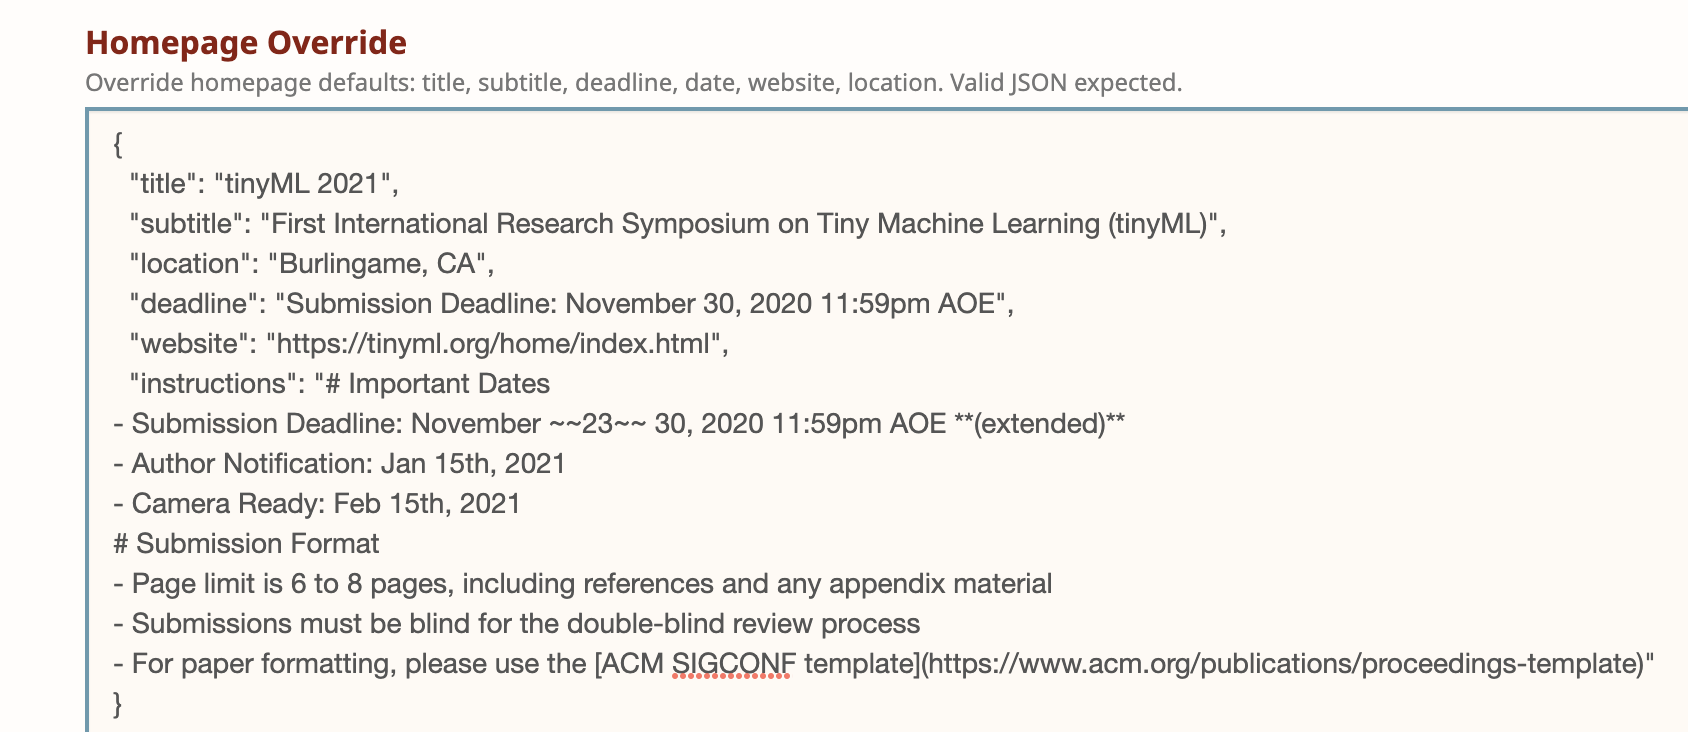 Homepage Override
Override homepage defaults: title, subtitle, deadline, date, website, location. Valid JSON expected.
{
"title": "tinyML 2021",
"subtitle": "First International Research Symposium on Tiny Machine Learning (tinyML)",
"location": "Burlingame, CA",
"deadline": "Submission Deadline: November 30, 2020 11:59pm AOE",
"website": "https://tinyml.org/home/index.html",
"instructions": "# Important Dates
- Submission Deadline: November ~~23~~ 30, 2020 11:59pm AOE **(extended)**
- Author Notification: Jan 15th, 2021
- Camera Ready: Feb 15th, 2021
# Submission Format
- Page limit is 6 to 8 pages, including references and any appendix material
- Submissions must be blind for the double-blind review process
- For paper formatting, please use the [ACM SIGCONF template](https://www.acm.org/publications/proceedings-template)"
}